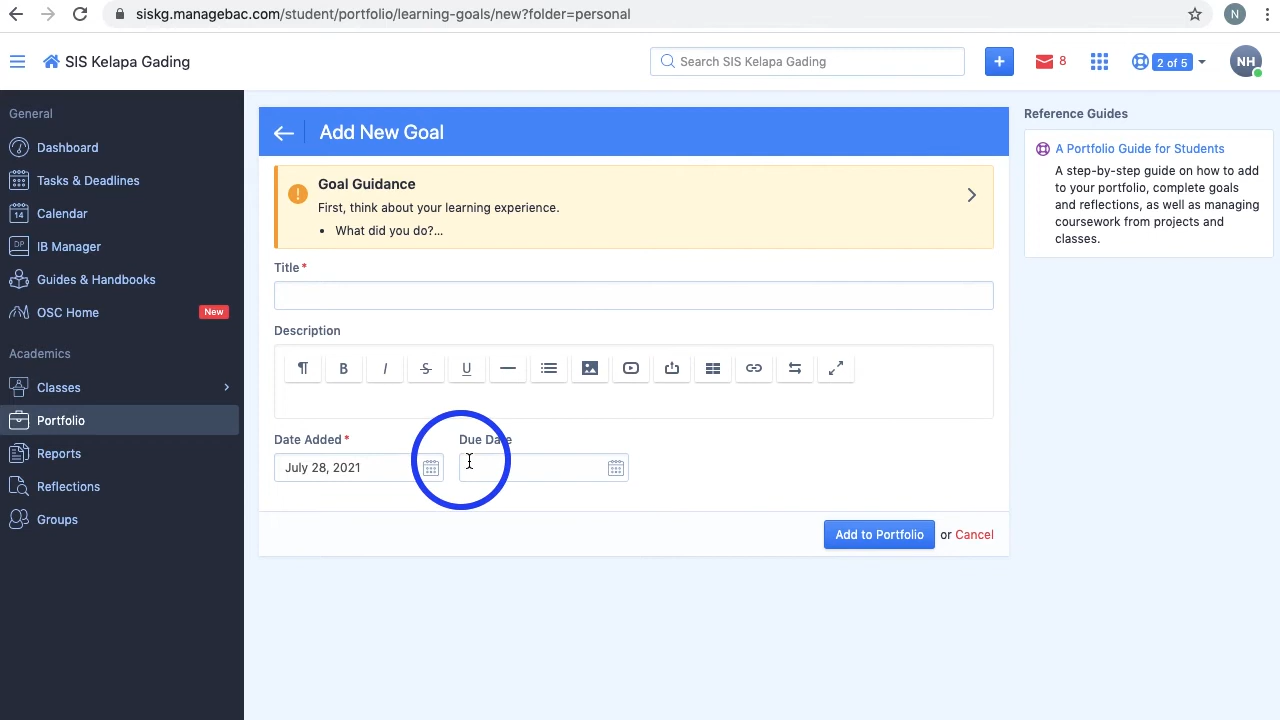 siskg.managebac.com/student/portfolio/learning-goals/new?folder=personal
N
SIS Kelapa Gading
Search SIS Kelapa Gading
+
8
2 of 5
NH
General
Dashboard
Tasks & Deadlines
14
Calendar
DP
IB Manager
Guides & Handbooks
OSC Home
New
Academics
Classes
Portfolio
Reports
Reflections
Groups
Add New Goal
!
Goal Guidance
First, think about your learning experience.
• What did you do?...
Title*
Description
¶ B I S U
Date Added* Due Date
July 28, 2021
Add to Portfolio or Cancel
Reference Guides
A Portfolio Guide for Students
A step-by-step guide on how to add
to your portfolio, complete goals
and reflections, as well as managing
coursework from projects and
classes.